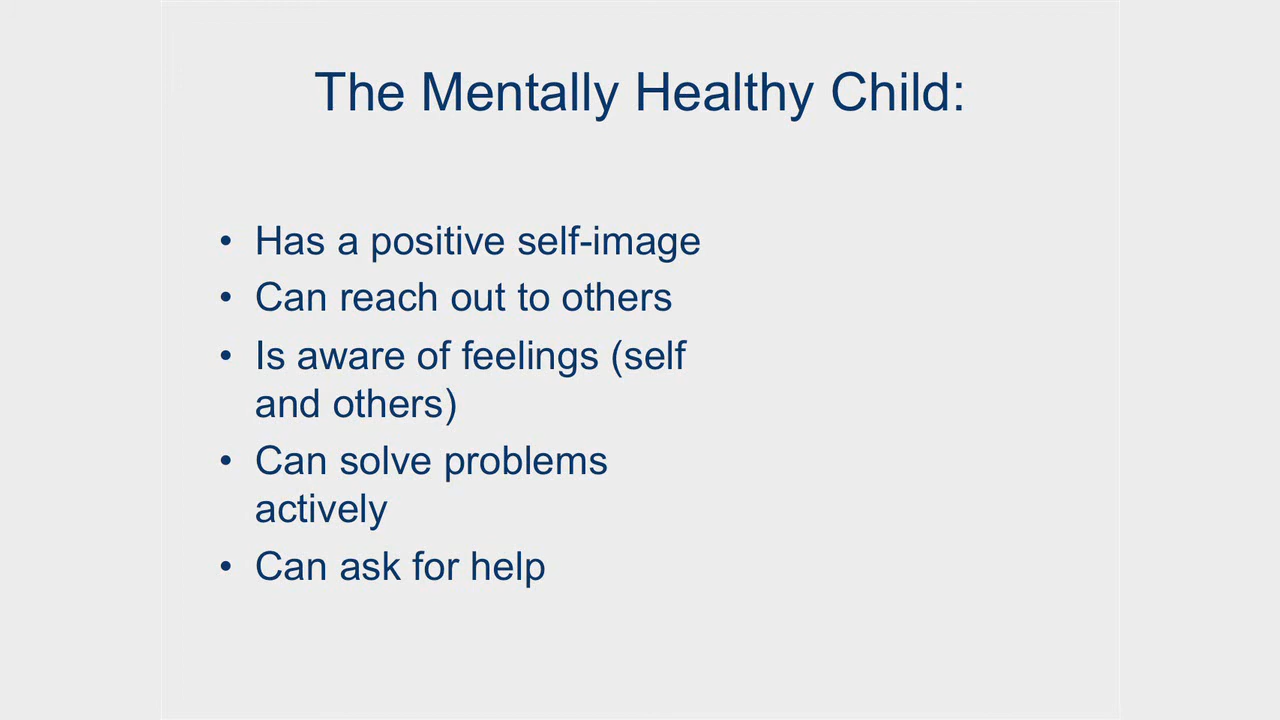 The Mentally Healthy Child:
• Has a positive self-image
• Can reach out to others
• Is aware of feelings (self
and others)
• Can solve problems
actively
• Can ask for help